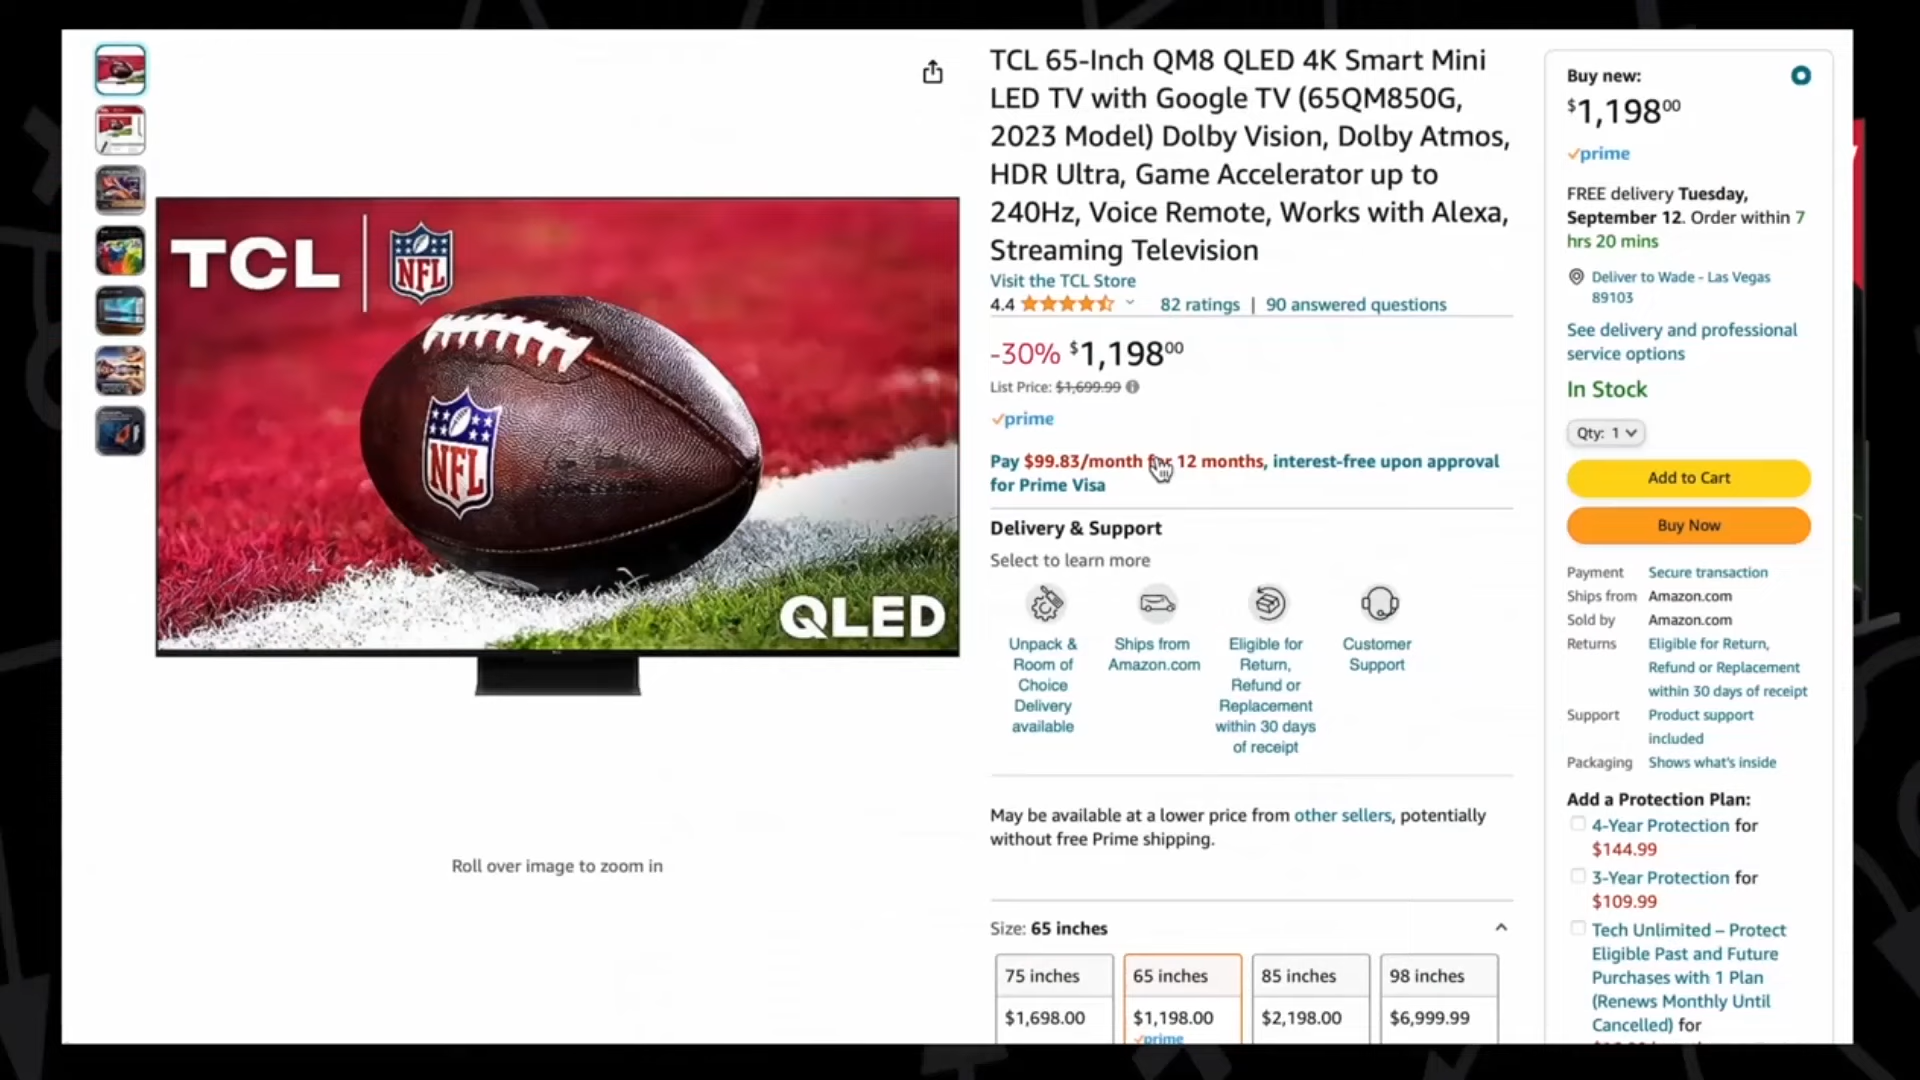 TCL
NFL
NFL
QLED
Roll over image to zoom in
TCL 65-Inch QM8 QLED 4K Smart Mini
LED TV with Google TV (65QM850G,
2023 Model) Dolby Vision, Dolby Atmos,
HDR Ultra, Game Accelerator up to
240Hz, Voice Remote, Works with Alexa,
Streaming Television
Visit the TCL Store
4.4 82 ratings | 90 answered questions
-30% $1,198 00
List Price: $1,699.99
prime
Pay $99.83/month for 12 months, interest-free upon approval
for Prime Visa
Delivery & Support
Select to learn more
Unpack &
Room of
Choice
Delivery
available
Ships from
Amazon.com
Eligible for
Return,
Refund or
Replacement
within 30 days
of receipt
Customer
Support
May be available at a lower price from other sellers, potentially
without free Prime shipping.
Size: 65 inches
75 inches
$1,698.00
65 inches
$1,198.00
prime
85 inches
$2,198.00
98 inches
$6,999.99
Buy new:
$1,198 00
prime
FREE delivery Tuesday,
September 12. Order within 7
hrs 20 mins
Deliver to Wade - Las Vegas
89103
See delivery and professional
service options
In Stock
Qty: 1
Add to Cart
Buy Now
Payment Secure transaction
Ships from Amazon.com
Sold by Amazon.com
Returns Eligible for Return,
Refund or Replacement
within 30 days of receipt
Support Product support
included
Packaging Shows what's inside
Add a Protection Plan:
4-Year Protection for
$144.99
3-Year Protection for
$109.99
Tech Unlimited – Protect
Eligible Past and Future
Purchases with 1 Plan
(Renews Monthly Until
Cancelled) for